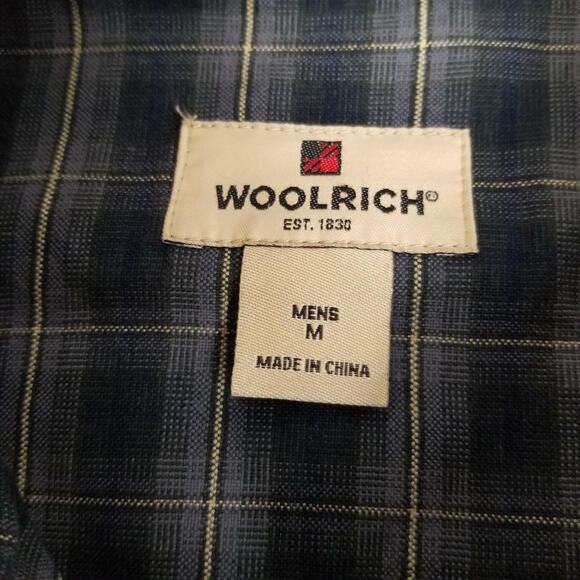 WOOLRICH®
EST. 1830
MENS
M
MADE IN CHINA